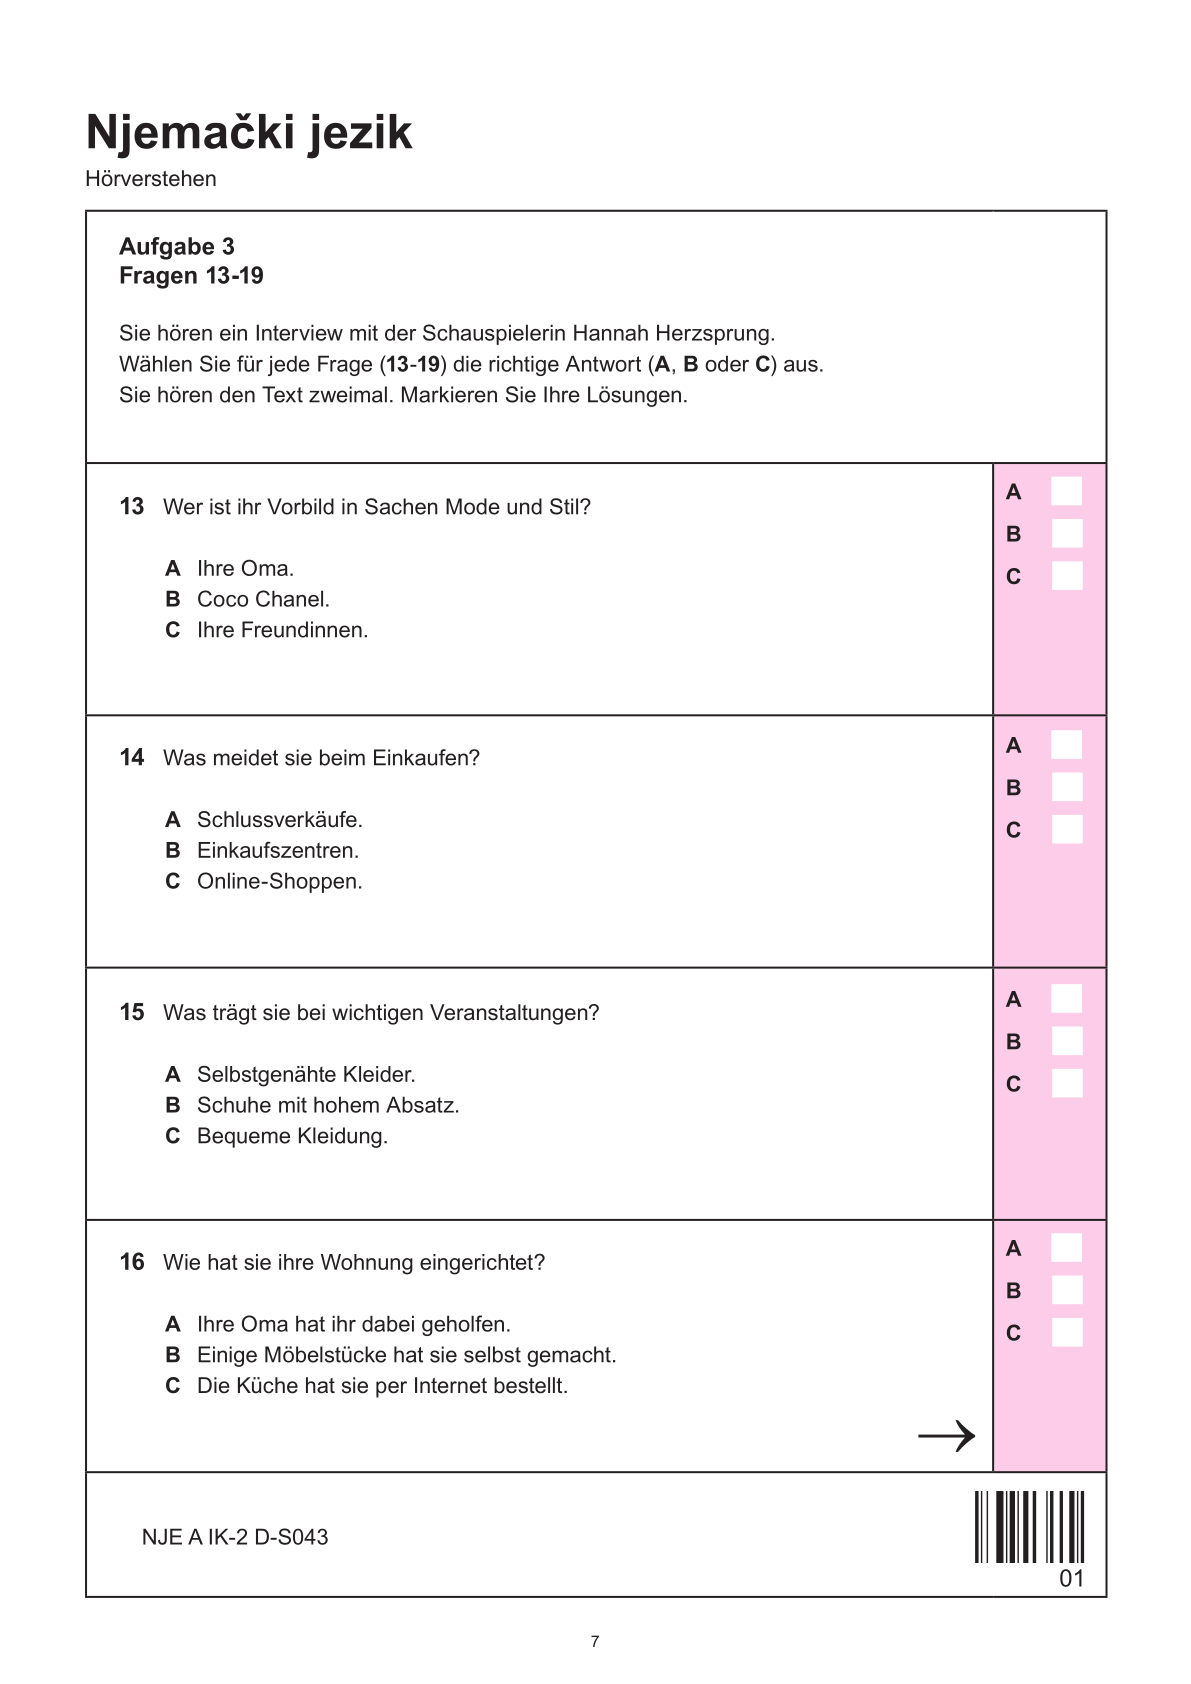 Njemački jezik
Hörverstehen
Aufgabe 3
Fragen 13-19
Sie hören ein Interview mit der Schauspielerin Hannah Herzsprung.
Wählen Sie für jede Frage (13-19) die richtige Antwort (A, B oder C) aus.
Sie hören den Text zweimal. Markieren Sie Ihre Lösungen.
13 Wer ist ihr Vorbild in Sachen Mode und Stil?
A Ihre Oma.
B Coco Chanel.
C Ihre Freundinnen.
A
B
C
14 Was meidet sie beim Einkaufen?
A Schlussverkäufe.
B Einkaufszentren.
C Online-Shoppen.
A
B
C
15 Was trägt sie bei wichtigen Veranstaltungen?
A Selbstgenähte Kleider.
B Schuhe mit hohem Absatz.
C Bequeme Kleidung.
A
B
C
16 Wie hat sie ihre Wohnung eingerichtet?
A Ihre Oma hat ihr dabei geholfen.
B Einige Möbelstücke hat sie selbst gemacht.
C Die Küche hat sie per Internet bestellt.
A
B
C
NJE A IK-2 D-S043
01
7